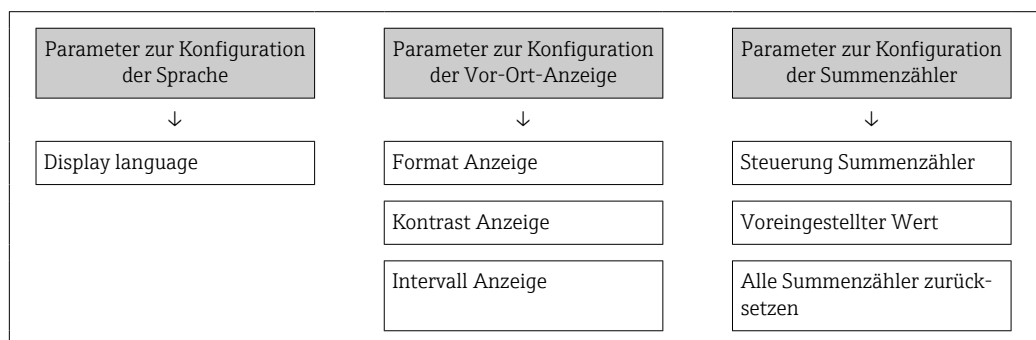 Parameter zur Konfiguration
der Sprache
↓
Display language
Parameter zur Konfiguration
der Vor-Ort-Anzeige
↓
Format Anzeige
Kontrast Anzeige
Intervall Anzeige
Parameter zur Konfiguration
der Summenzähler
↓
Steuerung Summenzähler
Voreingestellter Wert
Alle Summenzähler zurück-
setzen